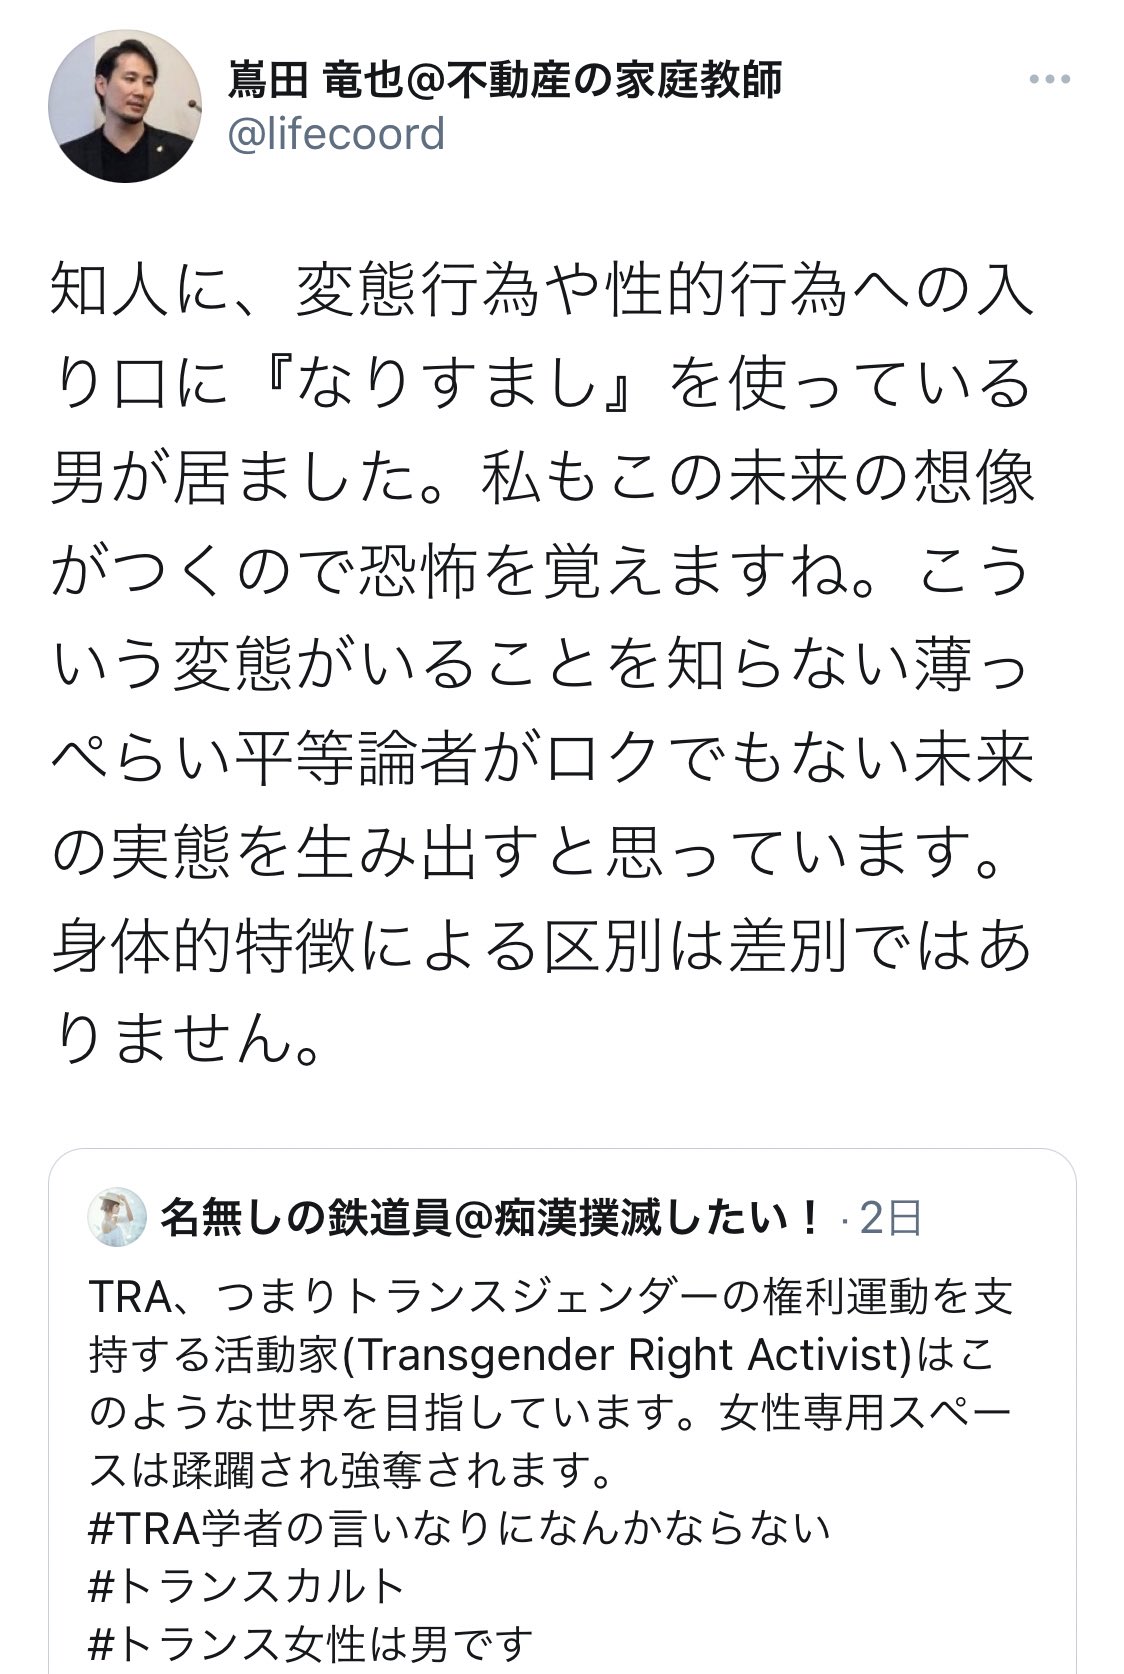 嶌田 竜也@不動産の家庭教師
@lifecoord
知人に、変態行為や性的行為への入
り口に『なりすまし』を使っている
男が居ました。私もこの未来の想像
がつくので恐怖を覚えますね。こう
いう変態がいることを知らない薄っ
ぺらい平等論者がロクでもない未来
の実態を生み出すと思っています。
身体的特徴による区別は差別ではあ
りません。
名無しの鉄道員@痴漢撲滅したい！ · 2日
TRA、つまりトランスジェンダーの権利運動を支
持する活動家(Transgender Right Activist)はこ
のような世界を目指しています。女性専用スペー
スは蹂躙され強奪されます。
#TRA学者の言いなりになんかならない
#トランスカルト
#トランス女性は男です